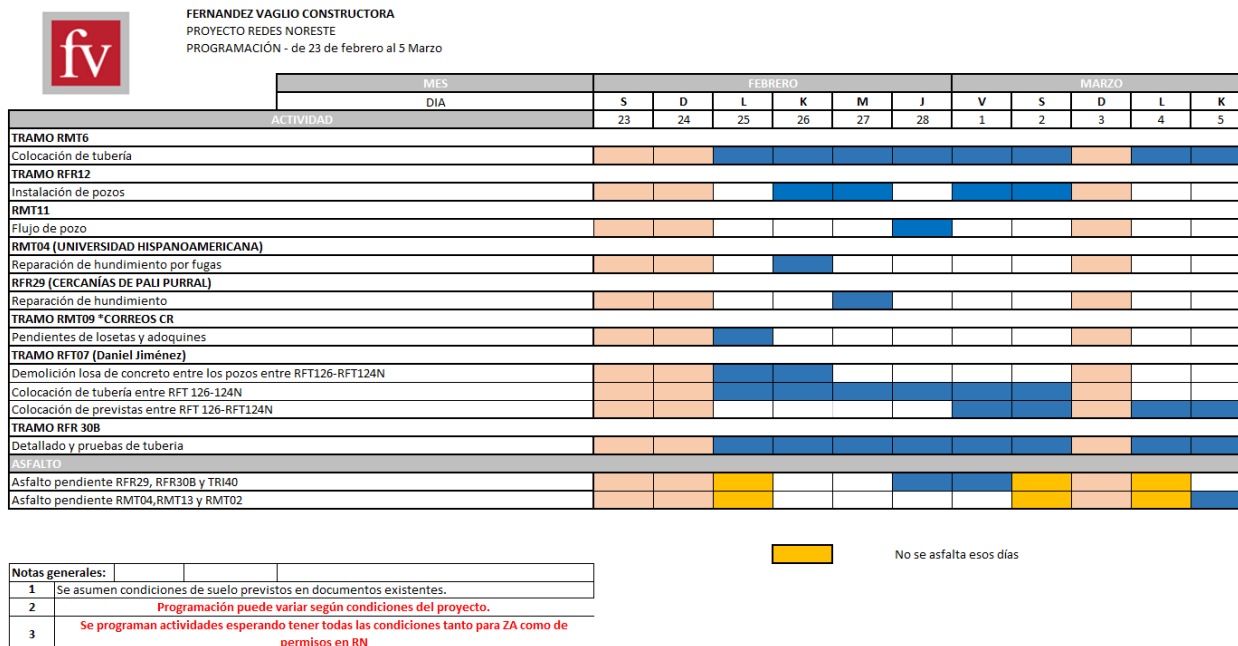 fv
FERNANDEZ VAGLIO CONSTRUCTORA
PROYECTO REDES NORESTE
PROGRAMACIÓN - de 23 de febrero al 5 Marzo
MES FEBRERO MARZO
DIA S D L K M J V S D L K
ACTIVIDAD 23 24 25 26 27 28 1 2 3 4 5
TRAMO RMT6
Colocación de tubería
TRAMO RFR12
Instalación de pozos
RMT11
Flujo de pozo
RMT04 (UNIVERSIDAD HISPANOAMERICANA)
Reparación de hundimiento por fugas
RFR29 (CERCANÍAS DE PALI PURRAL)
Reparación de hundimiento
TRAMO RMT09 *CORREOS CR
Pendientes de losetas y adoquines
TRAMO RFT07 (Daniel Jiménez)
Demolición losa de concreto entre los pozos entre RFT126-RFT124N
Colocación de tubería entre RFT 126-124N
Colocación de previstas entre RFT 126-RFT124N
TRAMO RFR 30B
Detallado y pruebas de tuberia
ASFALTO
Asfalto pendiente RFR29, RFR30B y TRI40
Asfalto pendiente RMT04,RMT13 y RMT02
No se asfalta esos días
Notas generales:
1 Se asumen condiciones de suelo previstos en documentos existentes.
2 Programación puede variar según condiciones del proyecto.
3 Se programan actividades esperando tener todas las condiciones tanto para ZA como de
permisos en RN